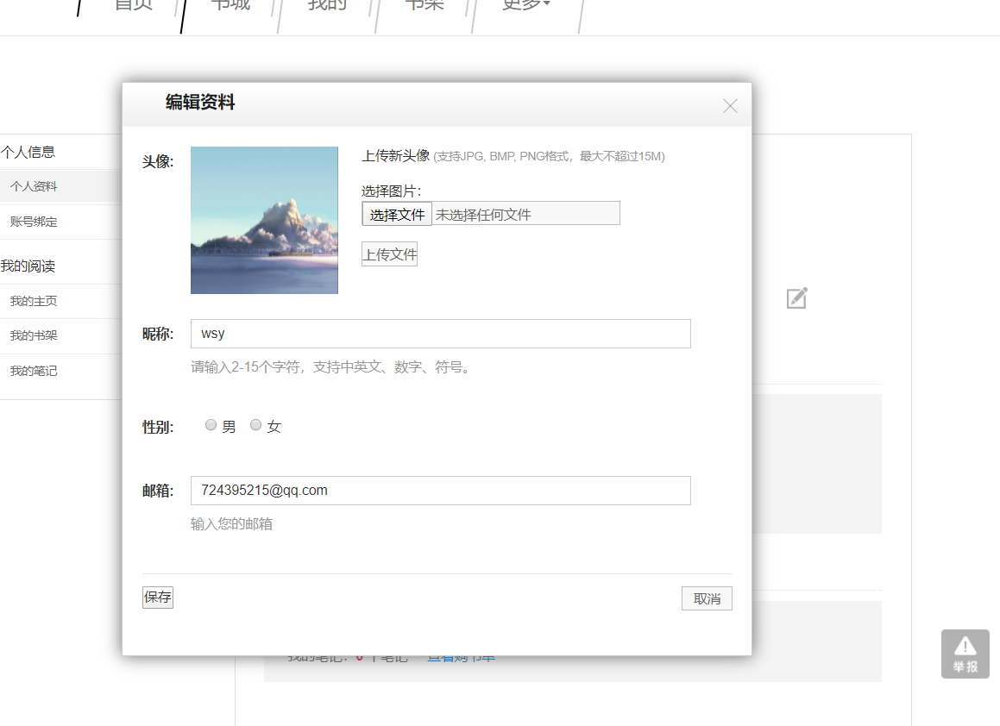 首页 书城 我的 书架 更多
编辑资料
个人信息
个人资料
账号绑定
我的阅读
我的主页
我的书架
我的笔记
头像:
上传新头像 (支持JPG, BMP, PNG格式，最大不超过15M)
选择图片:
选择文件 未选择任何文件
上传文件
昵称: wsy
请输入2-15个字符，支持中英文、数字、符号。
性别: 男 女
邮箱: 724395215@qq.com
输入您的邮箱
保存 取消
我的笔记: 0 个笔记 查看购书单
举报